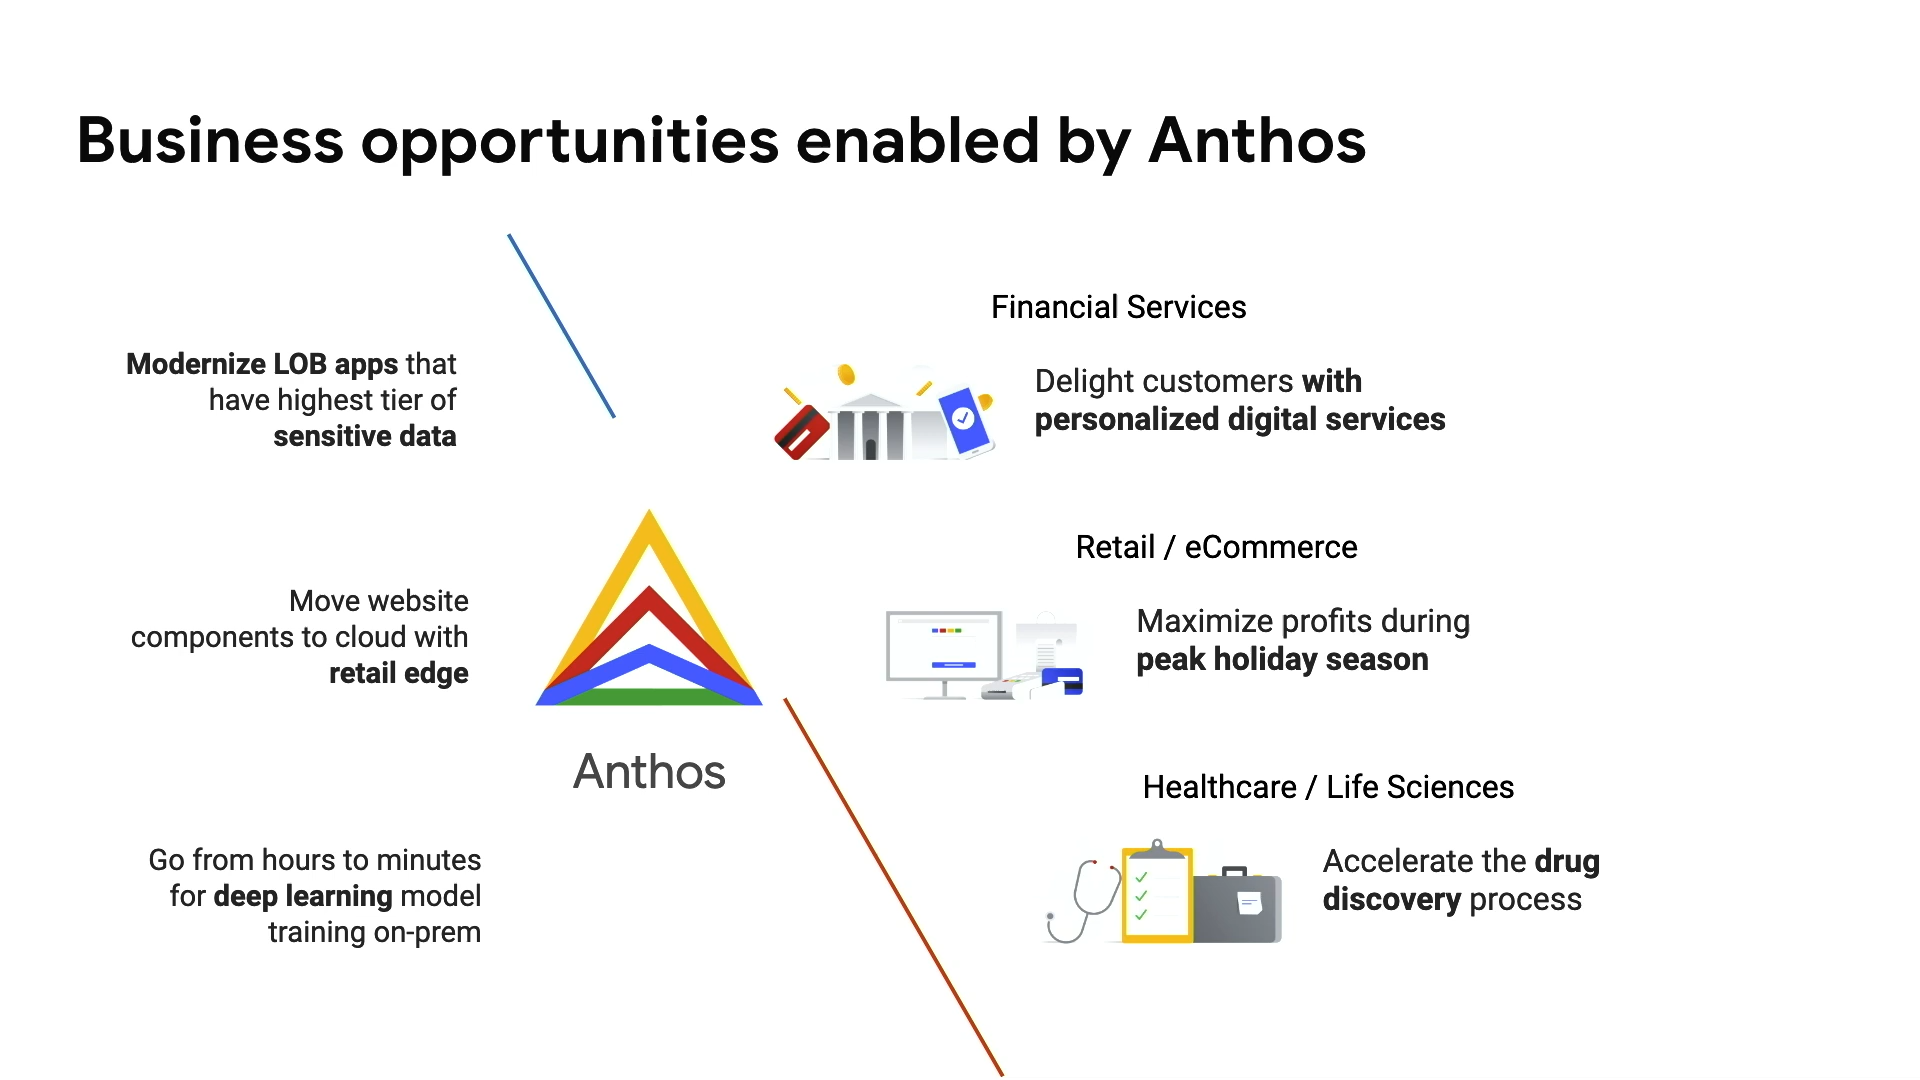 Business opportunities enabled by Anthos
Financial Services
Modernize LOB apps that
have highest tier of
sensitive data
Delight customers with
personalized digital services
Retail / eCommerce
Move website
components to cloud with
retail edge
Maximize profits during
peak holiday season
Anthos
Healthcare / Life Sciences
Go from hours to minutes
for deep learning model
training on-prem
Accelerate the drug
discovery process